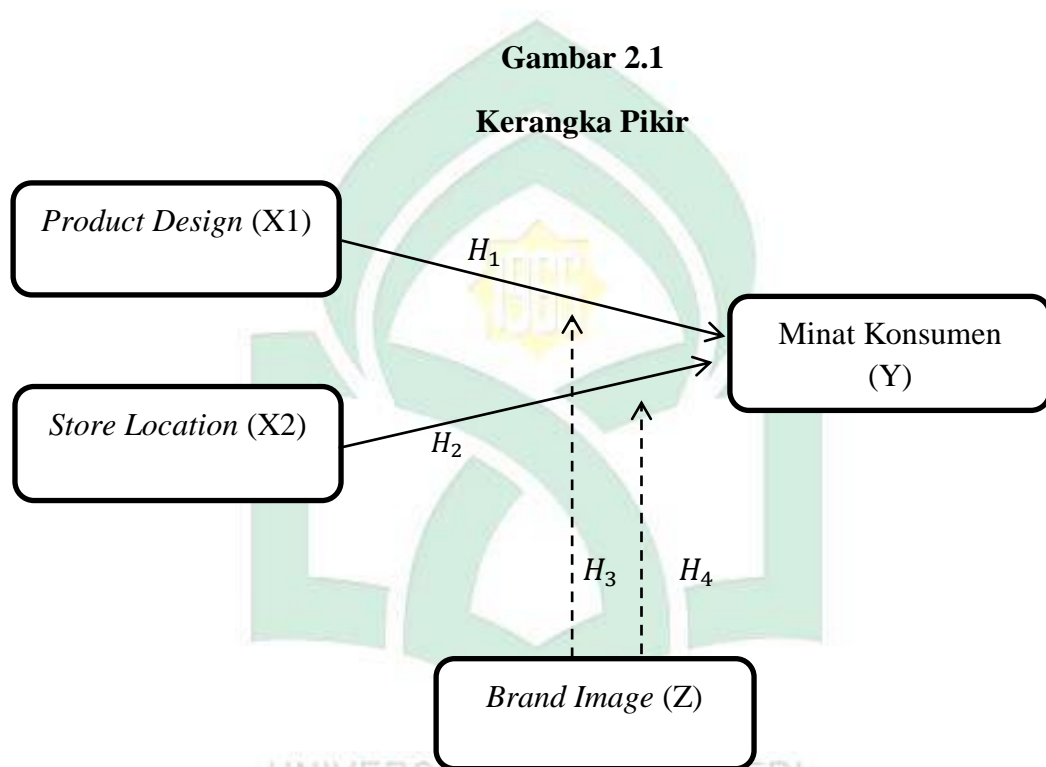 Gambar 2.1
Kerangka Pikir
Product Design (X1)
H₁
Minat Konsumen
(Y)
Store Location (X2)
H₂
H₃
H₄
Brand Image (Z)